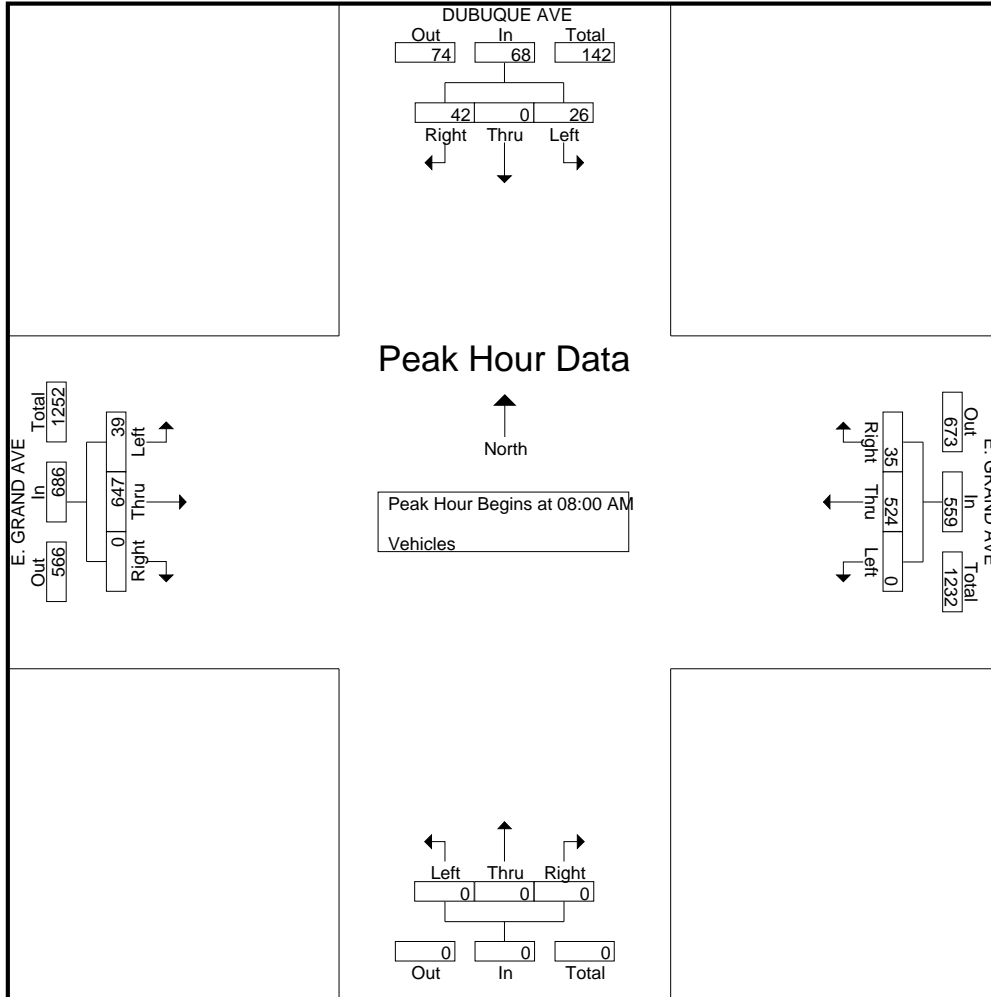 DUBUQUE AVE
Out In Total
74 68 142
42 0 26
Right Thru Left
Peak Hour Data
North
Peak Hour Begins at 08:00 AM
Vehicles
E. GRAND AVE
Out In Total
566 686 1252
39 647 0
Left Thru Right
E. GRAND AVE
Out In Total
673 559 1232
35 524 0
Right Thru Left
Left Thru Right
0 0 0
0 0 0
Out In Total